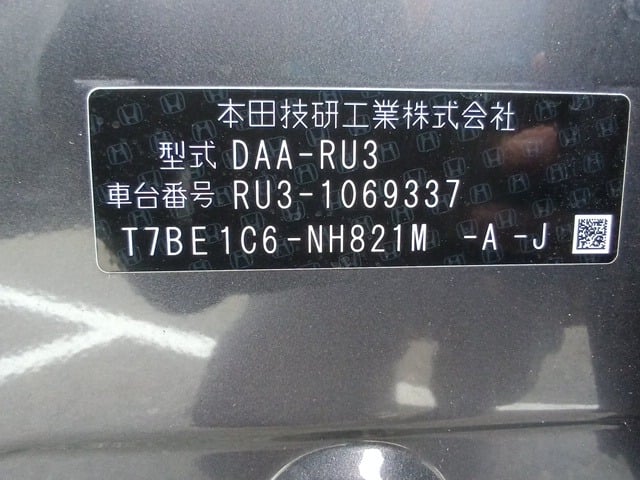 本田技研工業株式会社
型式 DAA-RU3
車台番号 RU3-1069337
T7BE1C6-NH821M -A -J